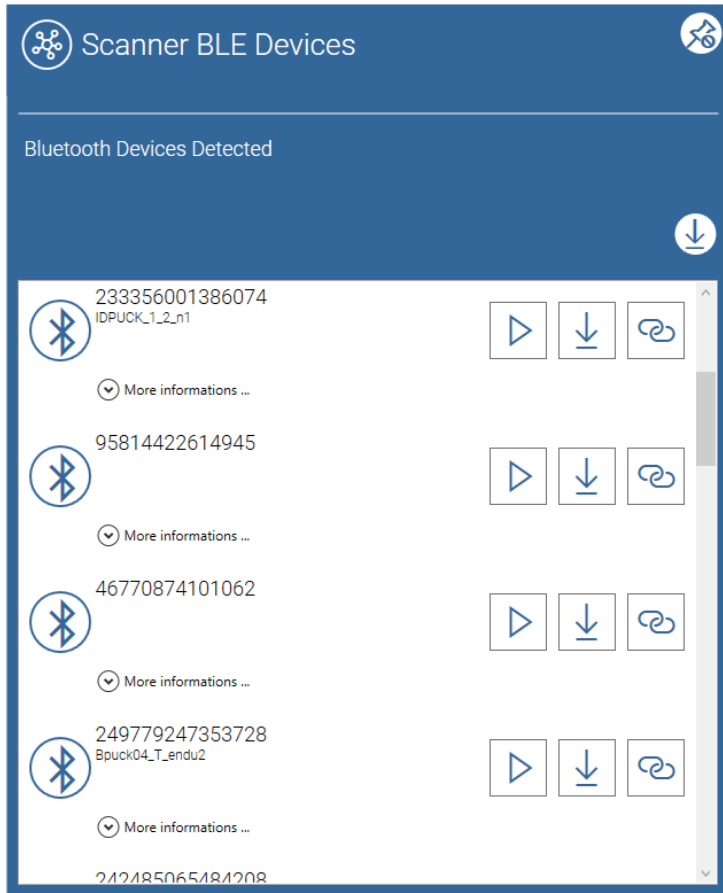 Scanner BLE Devices
Bluetooth Devices Detected
233356001386074
IDPUCK_1_2_n1
More informations ...
95814422614945
More informations ...
46770874101062
More informations ...
249779247353728
Bpuck04_T_endu2
More informations ...
242485065484208